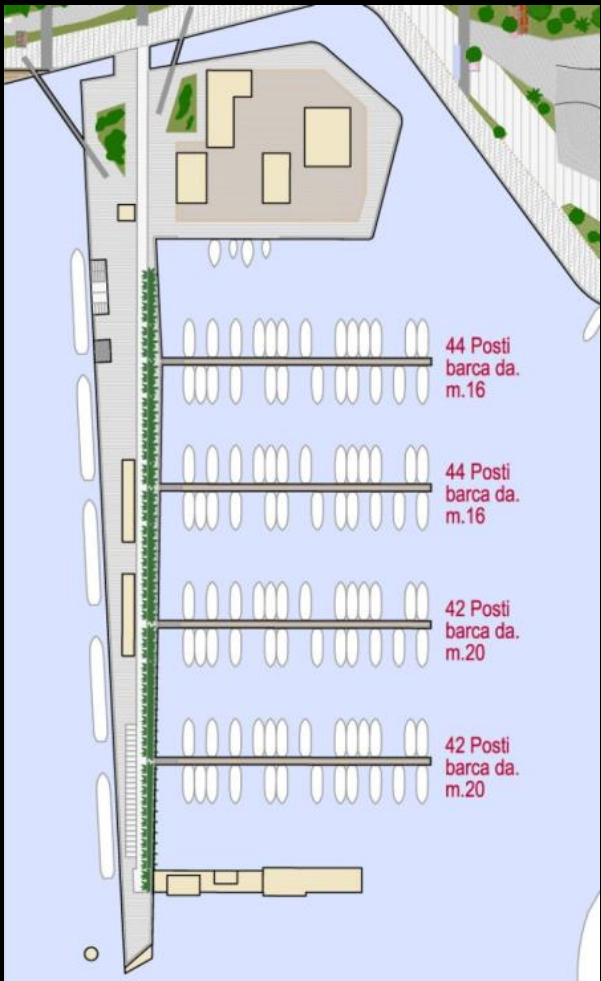 44 Posti
barca da.
m.16
44 Posti
barca da.
m.16
42 Posti
barca da.
m.20
42 Posti
barca da.
m.20